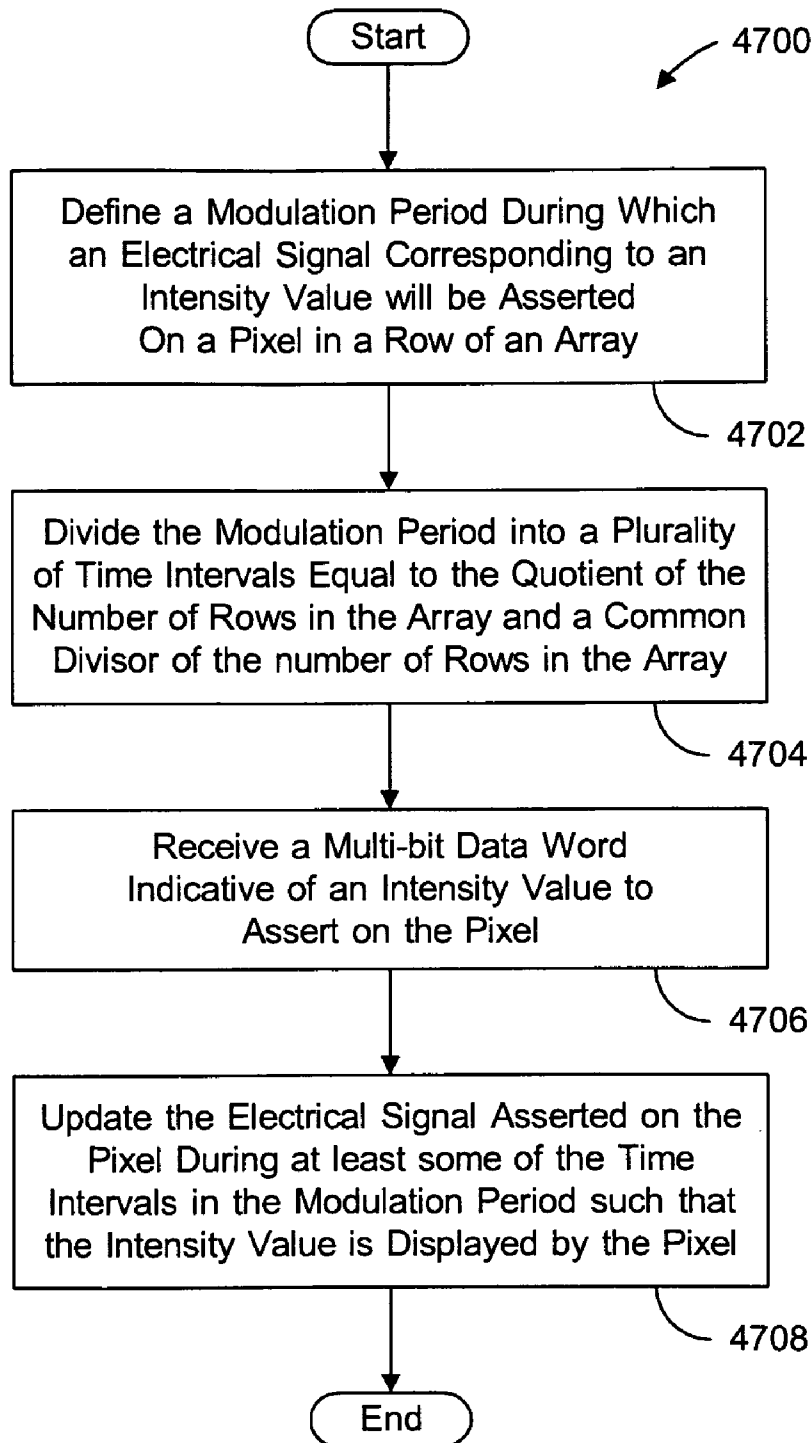 Start
4700
Define a Modulation Period During Which
an Electrical Signal Corresponding to an
Intensity Value will be Asserted
On a Pixel in a Row of an Array
4702
Divide the Modulation Period into a Plurality
of Time Intervals Equal to the Quotient of the
Number of Rows in the Array and a Common
Divisor of the number of Rows in the Array
4704
Receive a Multi-bit Data Word
Indicative of an Intensity Value to
Assert on the Pixel
4706
Update the Electrical Signal Asserted on the
Pixel During at least some of the Time
Intervals in the Modulation Period such that
the Intensity Value is Displayed by the Pixel
4708
End